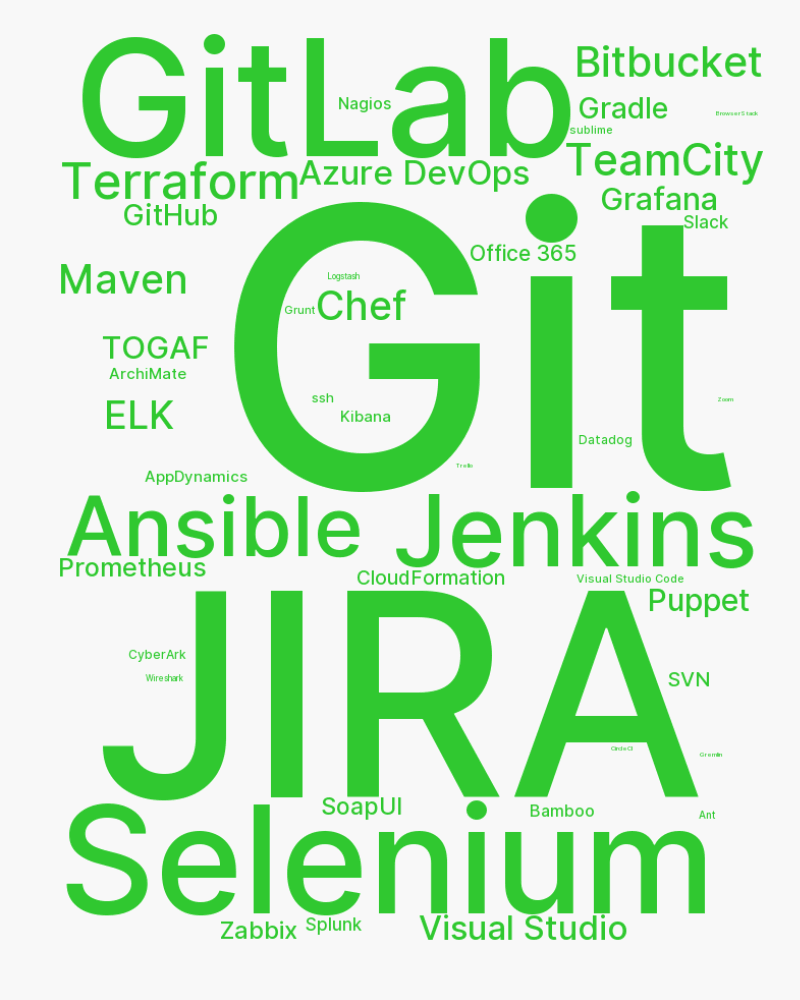 GitLab
Bitbucket
Nagios
Gradle
BrowserStack
sublime
TeamCity
Terraform
Azure DevOps
Grafana
GitHub
Slack
Git
Office 365
Maven
Logstash
Chef
Grunt
TOGAF
ArchiMate
ssh
Zoom
ELK
Kibana
Datadog
Trello
AppDynamics
Ansible
Jenkins
Prometheus
CloudFormation
Visual Studio Code
Puppet
JIRA
CyberArk
Wireshark
SVN
CircleCI
Gremlin
SoapUI
Bamboo
Ant
Selenium
Zabbix
Splunk
Visual Studio